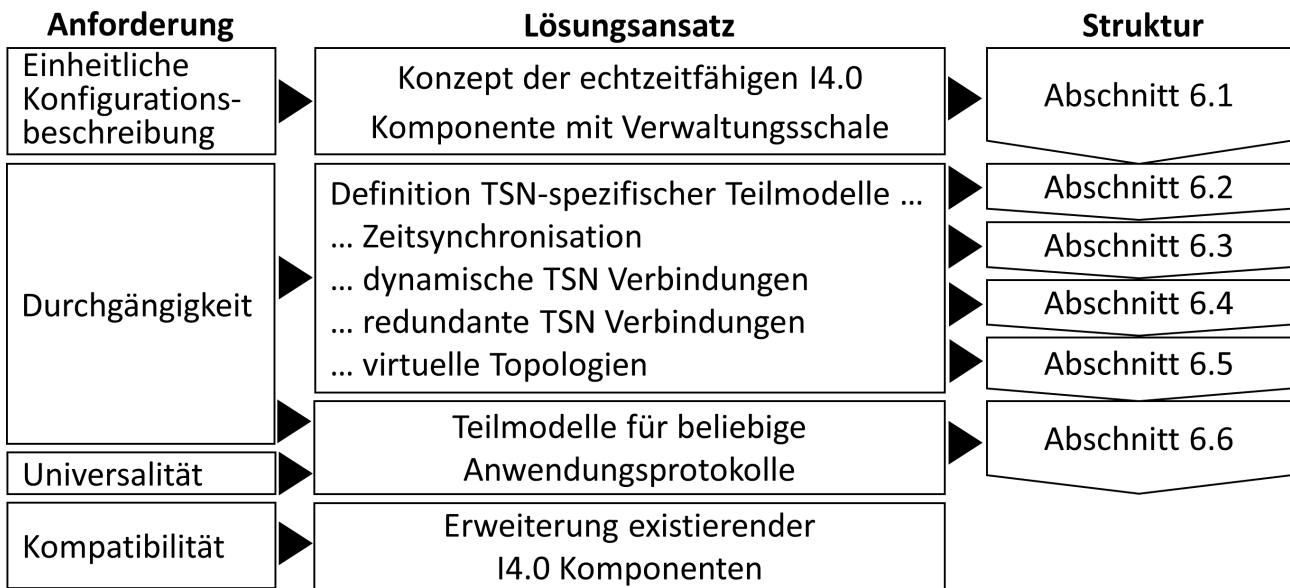 Anforderung
Lösungsansatz
Struktur
Einheitliche
Konfigurations-
beschreibung
Konzept der echtzeitfähigen I4.0
Komponente mit Verwaltungsschale
Abschnitt 6.1
Durchgängigkeit
Definition TSN-spezifischer Teilmodelle ...
... Zeitsynchronisation
... dynamische TSN Verbindungen
... redundante TSN Verbindungen
... virtuelle Topologien
Abschnitt 6.2
Abschnitt 6.3
Abschnitt 6.4
Abschnitt 6.5
Universalität
Teilmodelle für beliebige
Anwendungsprotokolle
Abschnitt 6.6
Kompatibilität
Erweiterung existierender
I4.0 Komponenten